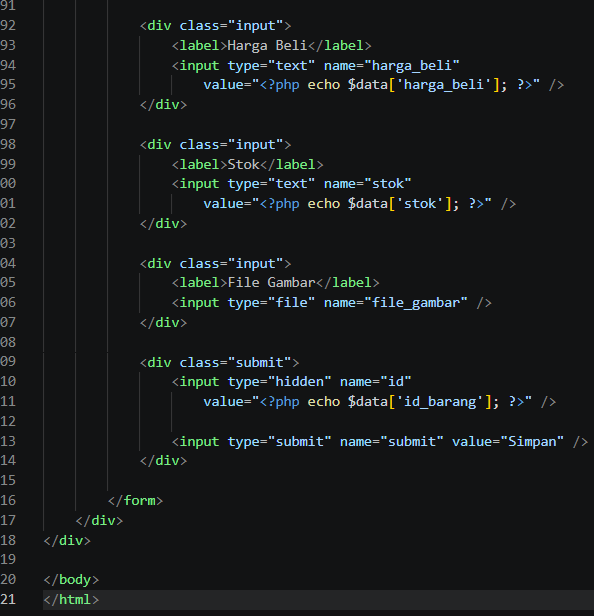 91
92 <div class="input">
93 <label>Harga Beli</label>
94 <input type="text" name="harga_beli"
95 value="<?php echo $data['harga_beli']; ?>" />
96 </div>
97
98 <div class="input">
99 <label>Stok</label>
00 <input type="text" name="stok"
01 value="<?php echo $data['stok']; ?>" />
02 </div>
03
04 <div class="input">
05 <label>File Gambar</label>
06 <input type="file" name="file_gambar" />
07 </div>
08
09 <div class="submit">
10 <input type="hidden" name="id"
11 value="<?php echo $data['id_barang']; ?>" />
12
13 <input type="submit" name="submit" value="Simpan" />
14 </div>
15
16 </form>
17 </div>
18 </div>
19
20 </body>
21 </html>